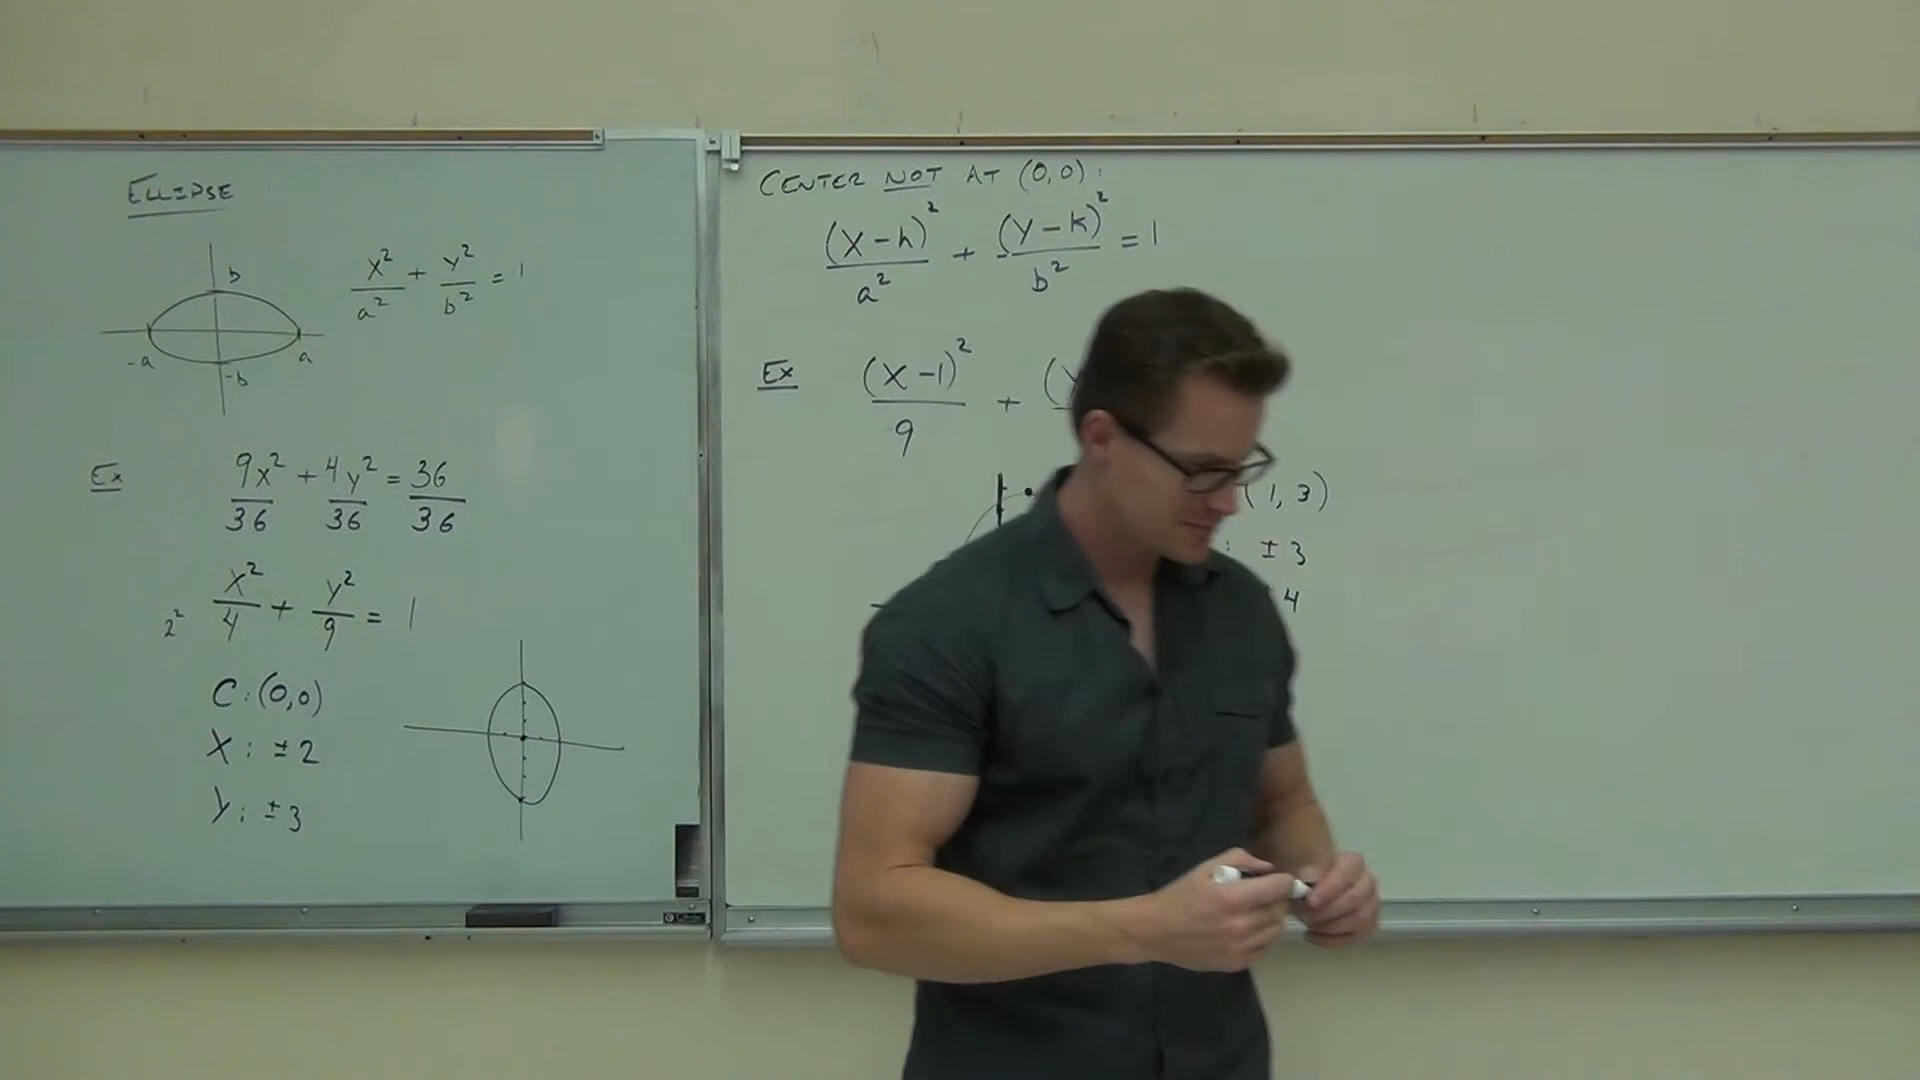 ELLIPSE
b
-a
a
-b
x²/a² + y²/b² = 1
Ex
9x²/36 + 4y²/36 = 36/36
2² x²/4 + y²/9 = 1
C: (0,0)
X: ±2
Y: ±3
CENTER NOT AT (0,0):
(X-h)²/a² + (Y-k)²/b² = 1
Ex
(X-1)²/9 + (
(1, 3)
: ±3
4